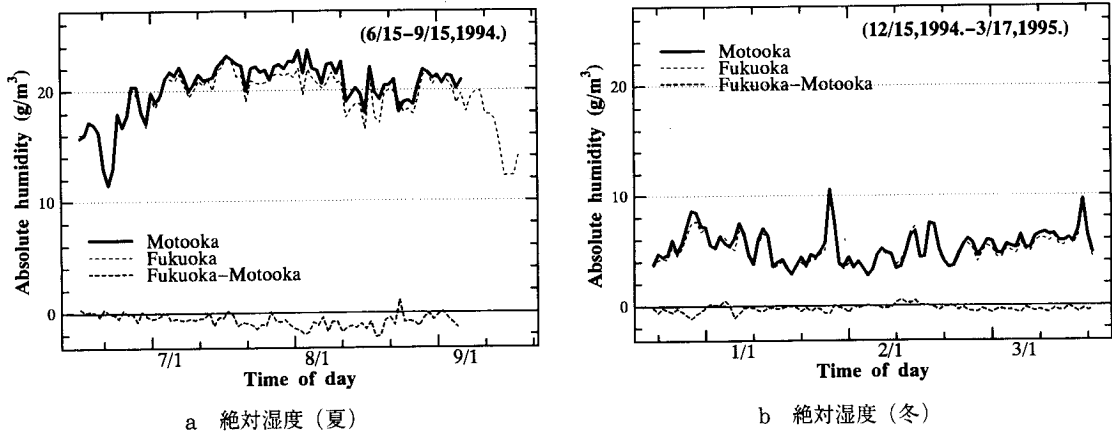 (6/15–9/15,1994.)
Absolute humidity (g/m³)
20
10
0
Motooka
Fukuoka
Fukuoka–Motooka
7/1
8/1
9/1
Time of day
a 絶対湿度（夏）
(12/15,1994.–3/17,1995.)
Absolute humidity (g/m³)
Motooka
Fukuoka
Fukuoka–Motooka
20
10
0
1/1
2/1
3/1
Time of day
b 絶対湿度（冬）